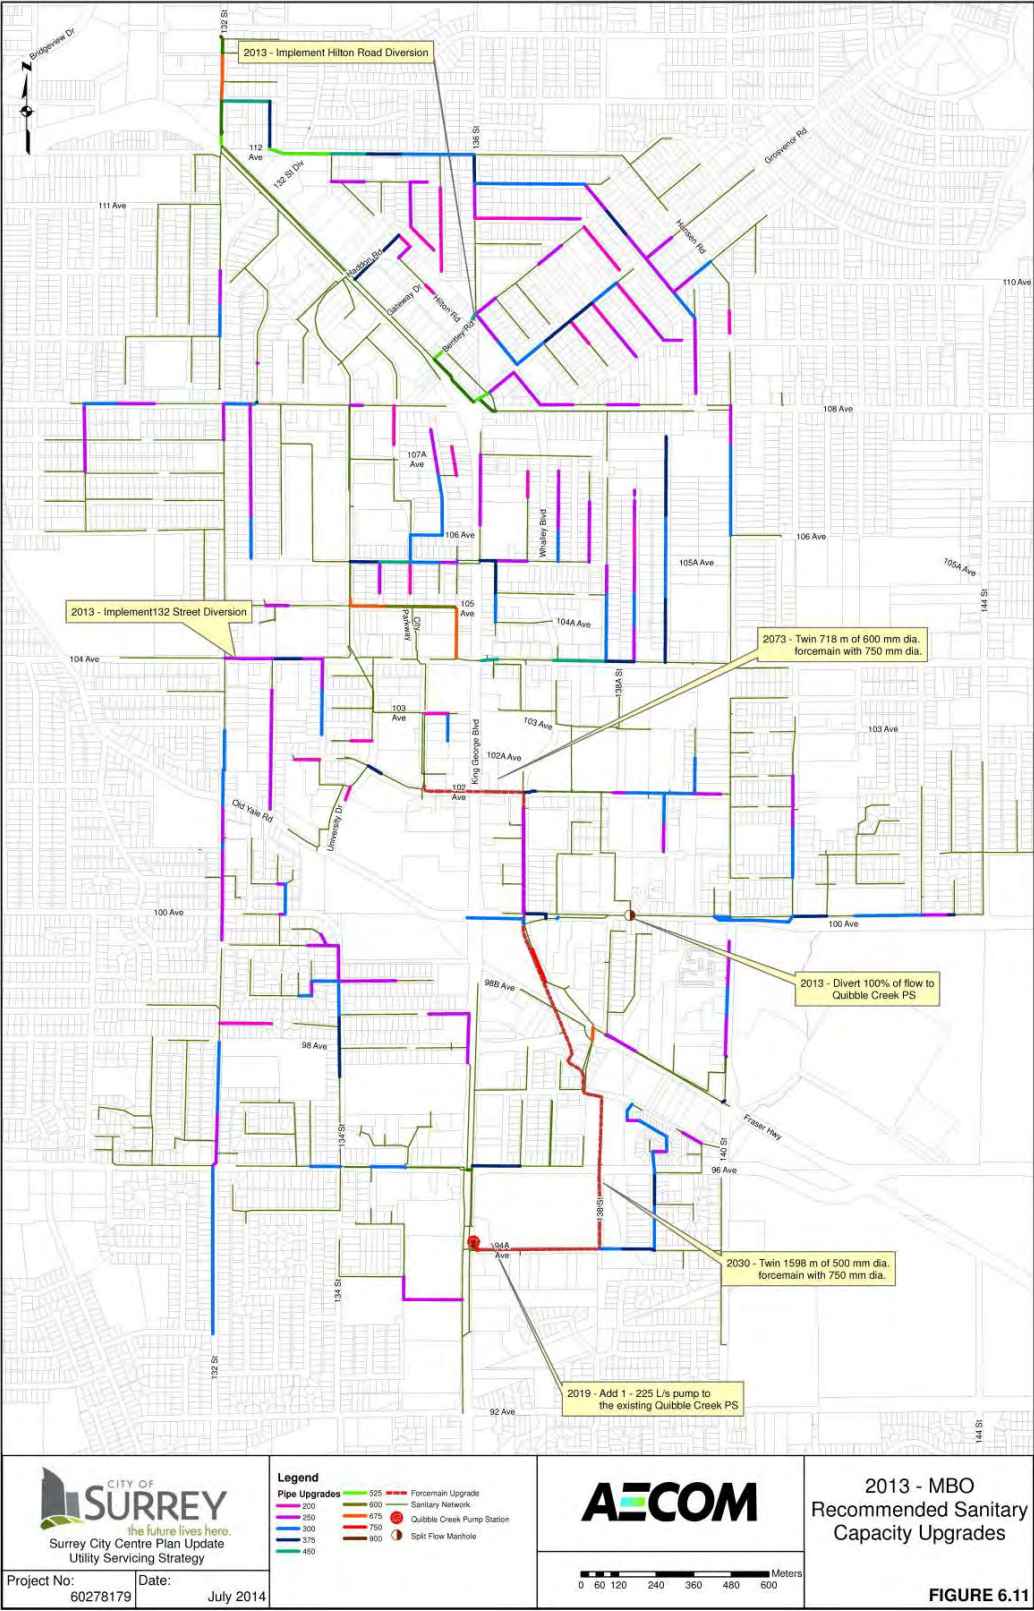 132 St
Bridgeview Dr
2013 - Implement Hilton Road Diversion
N
136 St
112
Ave
132 St Div
Grosvenor Rd
111 Ave
Hansen Rd
Haddon Rd
110 Ave
Gateway Dr
Hilton Rd
Bentley Rd
108 Ave
107A
Ave
Whalley Blvd
106 Ave
106 Ave
105A Ave
105A Ave
144 St
2013 - Implement132 Street Diversion
105
Ave
City
Parkway
104A Ave
2073 - Twin 718 m of 600 mm dia.
forcemain with 750 mm dia.
104 Ave
138A St
103
Ave
103 Ave
103 Ave
King George Blvd
102A Ave
102
Ave
Old Yale Rd
University Dr
100 Ave
100 Ave
98B Ave
2013 - Divert 100% of flow to
Quibble Creek PS
98 Ave
Fraser Hwy
134 St
140 St
96 Ave
138 St
94A
Ave
2030 - Twin 1598 m of 500 mm dia.
forcemain with 750 mm dia.
134 St
132 St
2019 - Add 1 - 225 L/s pump to
the existing Quibble Creek PS
92 Ave
144 St
CITY OF
SURREY
the future lives here.
Surrey City Centre Plan Update
Utility Servicing Strategy
Project No:
60278179
Date:
July 2014
Legend
Pipe Upgrades
200
250
300
375
450
525
600
675
750
900
Forcemain Upgrade
Sanitary Network
Quibble Creek Pump Station
Split Flow Manhole
AECOM
Meters
0 60 120 240 360 480 600
2013 - MBO
Recommended Sanitary
Capacity Upgrades
FIGURE 6.11